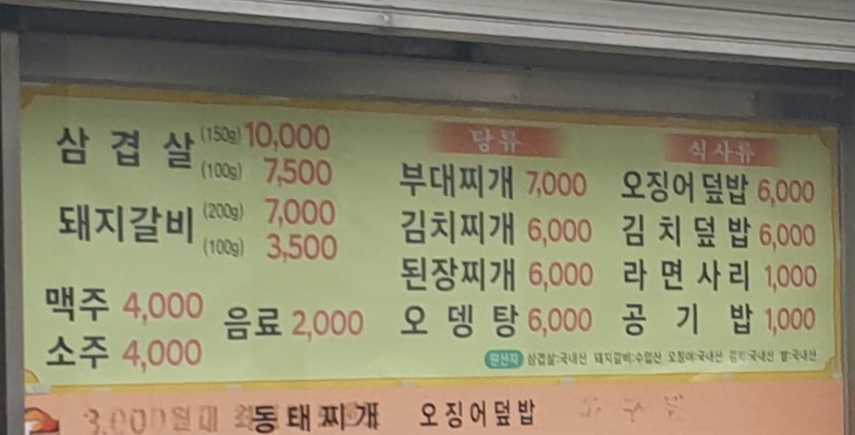 삼겹살 (150g) 10,000
(100g) 7,500
돼지갈비 (200g) 7,000
(100g) 3,500
맥주 4,000
소주 4,000
음료 2,000
탕류
부대찌개 7,000
김치찌개 6,000
된장찌개 6,000
오뎅탕 6,000
식사류
오징어덮밥 6,000
김치덮밥 6,000
라면사리 1,000
공기밥 1,000
원산지 삼겹살:국내산 돼지갈비:수입산 오징어:국내산 김치:국내산 쌀:국내산
3,000원대
동태찌개 오징어덮밥